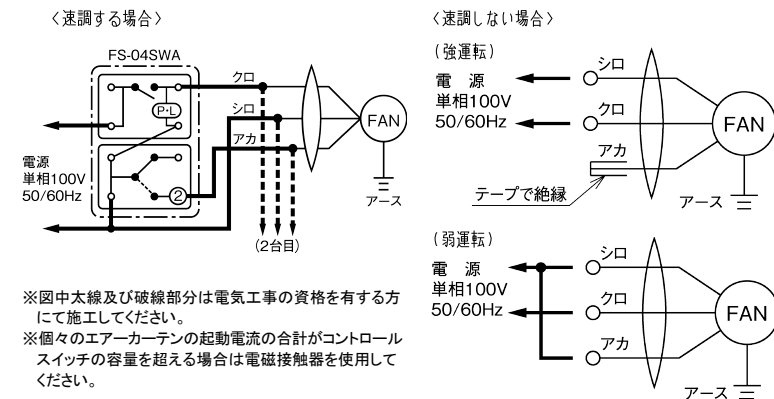 〈速調する場合〉
FS-04SWA
P·L
クロ
シロ
アカ
FAN
アース
電源
単相100V
50/60Hz
2
(2台目)
※図中太線及び破線部分は電気工事の資格を有する方
にて施工してください。
※個々のエアーカーテンの起動電流の合計がコントロール
スイッチの容量を超える場合は電磁接触器を使用して
ください。
〈速調しない場合〉
(強運転)
電 源
単相100V
50/60Hz
シロ
クロ
アカ
FAN
テープで絶縁
アース
(弱運転)
電 源
単相100V
50/60Hz
シロ
クロ
アカ
FAN
アース